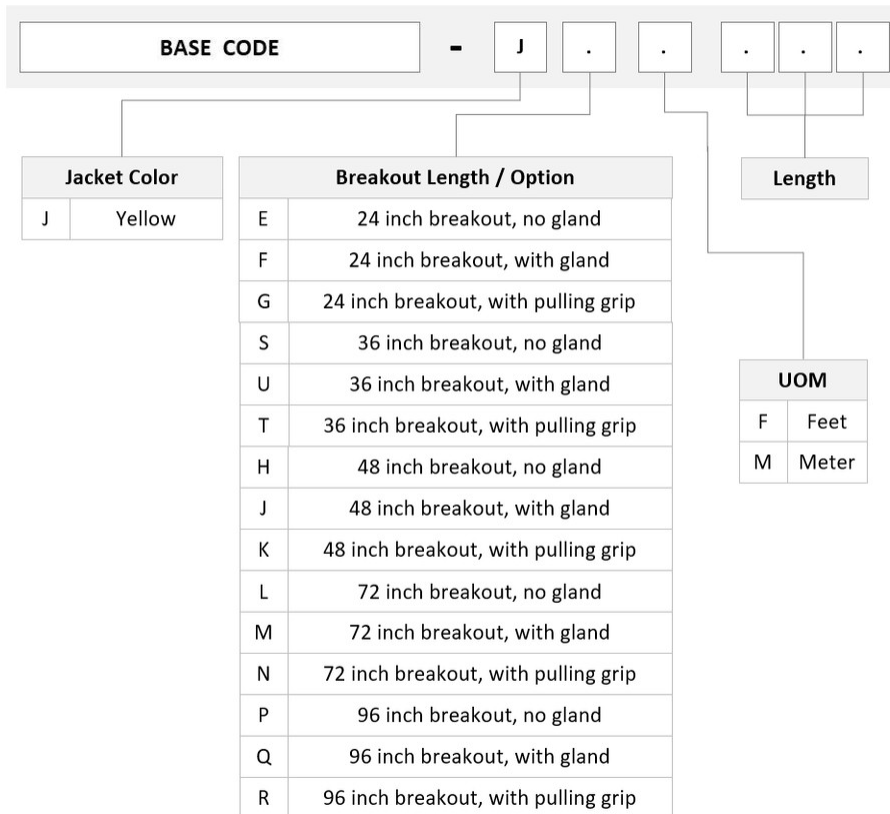 BASE CODE - J . . . . .
Jacket Color
J Yellow
Breakout Length / Option
E 24 inch breakout, no gland
F 24 inch breakout, with gland
G 24 inch breakout, with pulling grip
S 36 inch breakout, no gland
U 36 inch breakout, with gland
T 36 inch breakout, with pulling grip
H 48 inch breakout, no gland
J 48 inch breakout, with gland
K 48 inch breakout, with pulling grip
L 72 inch breakout, no gland
M 72 inch breakout, with gland
N 72 inch breakout, with pulling grip
P 96 inch breakout, no gland
Q 96 inch breakout, with gland
R 96 inch breakout, with pulling grip
Length
UOM
F Feet
M Meter